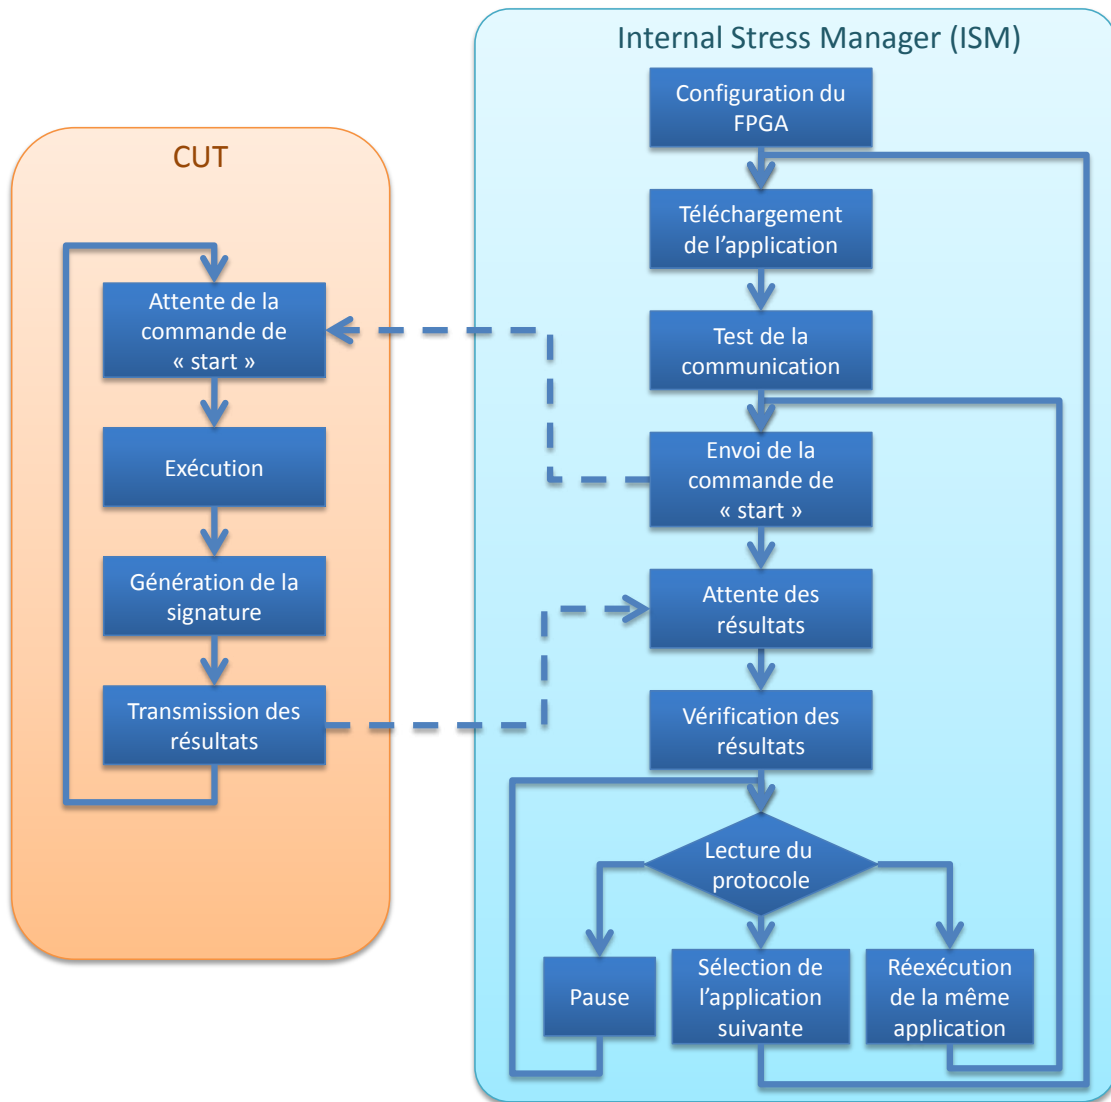 CUT
Attente de la
commande de
« start »
Exécution
Génération de la
signature
Transmission des
résultats
Internal Stress Manager (ISM)
Configuration du
FPGA
Téléchargement
de l’application
Test de la
communication
Envoi de la
commande de
« start »
Attente des
résultats
Vérification des
résultats
Lecture du
protocole
Pause
Sélection de
l’application
suivante
Réexécution
de la même
application